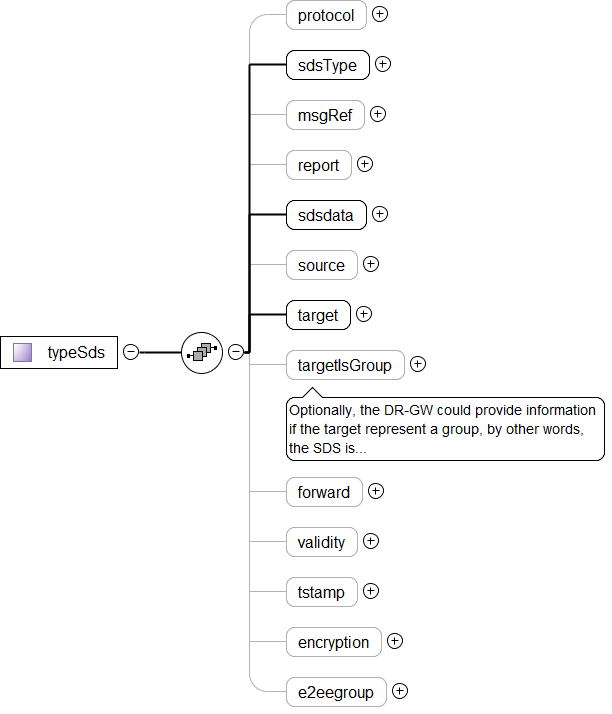 protocol
sdsType
msgRef
report
sdsdata
source
target
typeSds
targetIsGroup
Optionally, the DR-GW could provide information
if the target represent a group, by other words,
the SDS is...
forward
validity
tstamp
encryption
e2eegroup